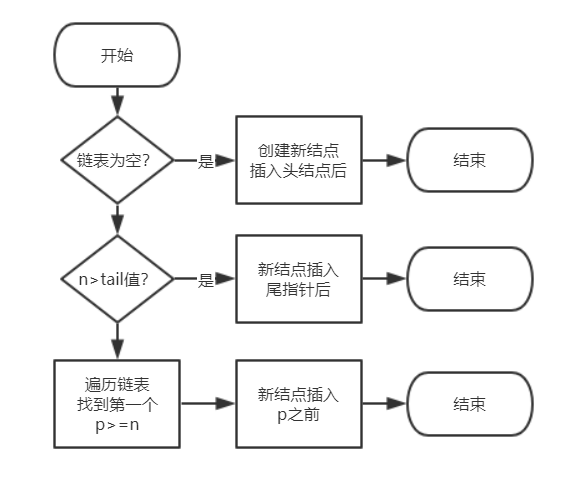 开始
链表为空?
是
创建新结点
插入头结点后
结束
n>tail值?
是
新结点插入
尾指针后
结束
遍历链表
找到第一个
p>=n
新结点插入
p之前
结束